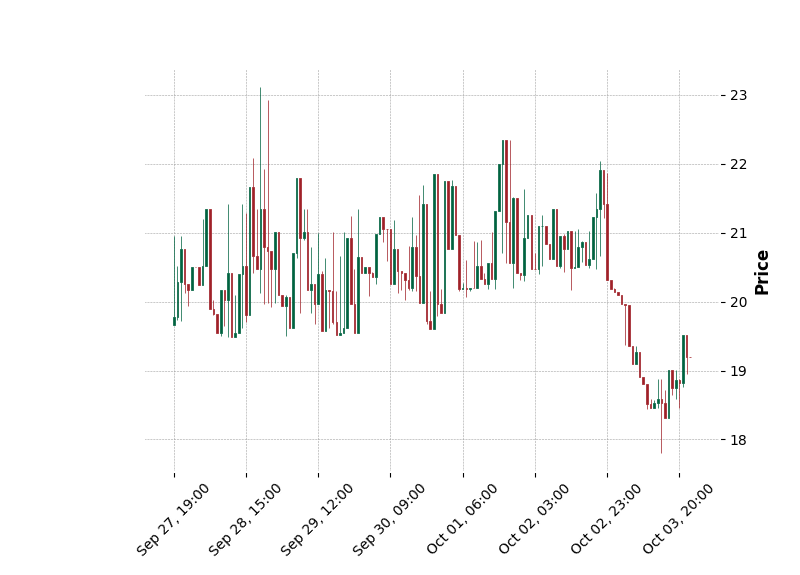 23
22
21
20
19
18
Price
Sep 27, 19:00
Sep 28, 15:00
Sep 29, 12:00
Sep 30, 09:00
Oct 01, 06:00
Oct 02, 03:00
Oct 02, 23:00
Oct 03, 20:00